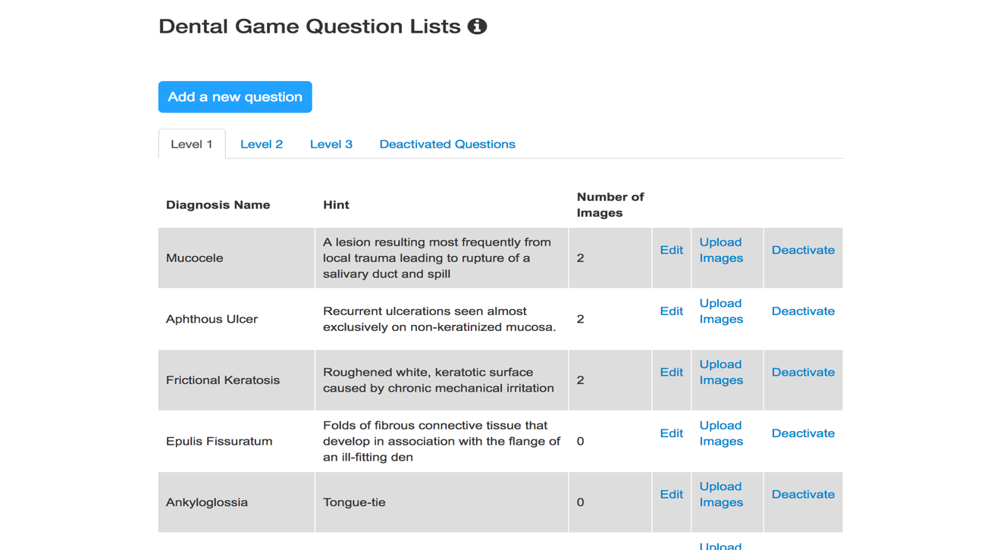 Dental Game Question Lists
Add a new question
Level 1 Level 2 Level 3 Deactivated Questions
Diagnosis Name Hint Number of
Images
Mucocele
A lesion resulting most frequently from
local trauma leading to rupture of a
salivary duct and spill
2
Edit
Upload
Images
Deactivate
Aphthous Ulcer
Recurrent ulcerations seen almost
exclusively on non-keratinized mucosa.
2
Edit
Upload
Images
Deactivate
Frictional Keratosis
Roughened white, keratotic surface
caused by chronic mechanical irritation
2
Edit
Upload
Images
Deactivate
Epulis Fissuratum
Folds of fibrous connective tissue that
develop in association with the flange of
an ill-fitting den
0
Edit
Upload
Images
Deactivate
Ankyloglossia
Tongue-tie
0
Edit
Upload
Images
Deactivate
Upload